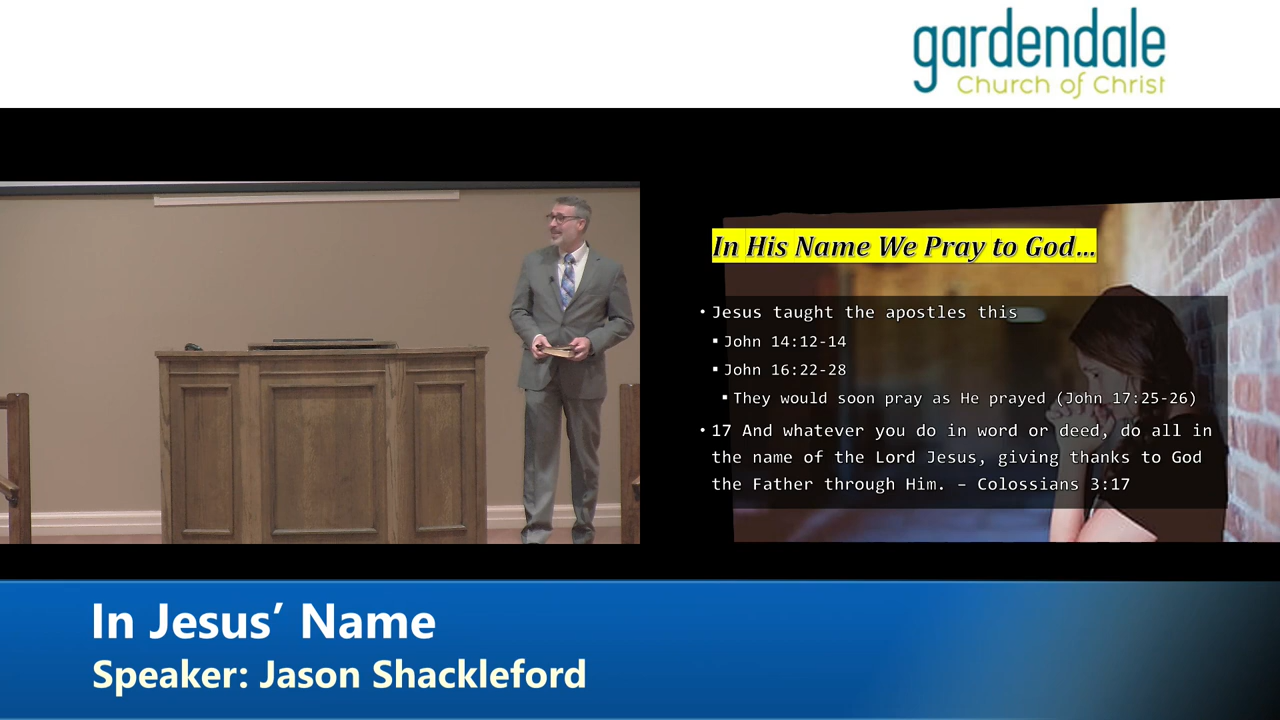 gardendale
Church of Christ
In His Name We Pray to God...
• Jesus taught the apostles this
▪ John 14:12-14
▪ John 16:22-28
▪ They would soon pray as He prayed (John 17:25-26)
• 17 And whatever you do in word or deed, do all in
the name of the Lord Jesus, giving thanks to God
the Father through Him. – Colossians 3:17
In Jesus’ Name
Speaker: Jason Shackleford